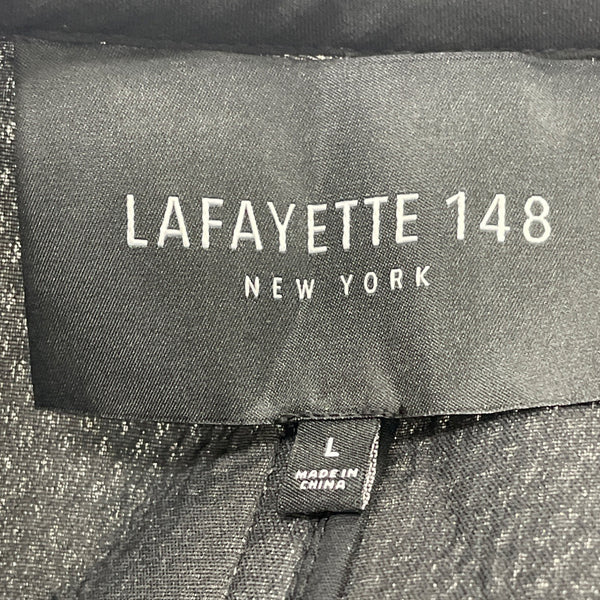 LAFAYETTE 148
NEW YORK
L
MADE IN
CHINA